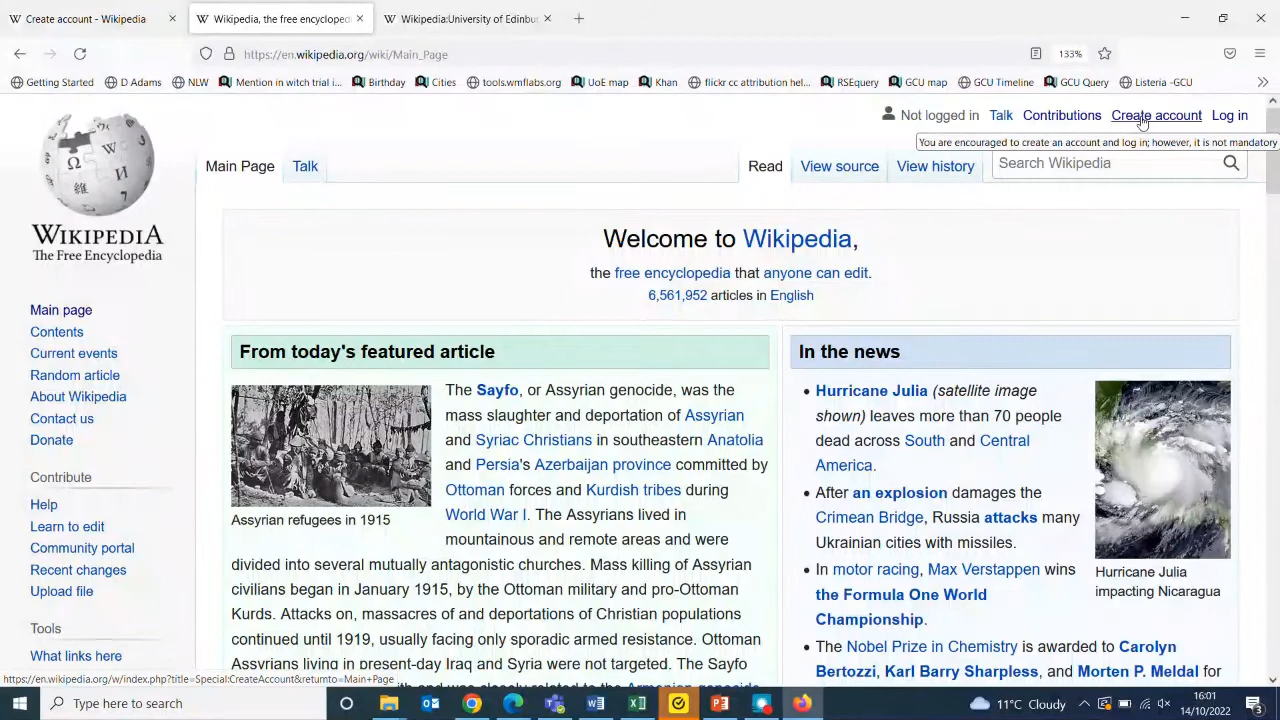 Create account - Wikipedia
Wikipedia, the free encycloped
Wikipedia:University of Edinbur
https://en.wikipedia.org/wiki/Main_Page
133%
Getting Started
D Adams
NLW
Mention in witch trial i...
Birthday
Cities
tools.wmflabs.org
UoE map
Khan
flickr cc attribution hel...
RSEquery
GCU map
GCU Timeline
GCU Query
Listeria -GCU
Not logged in Talk Contributions Create account Log in
You are encouraged to create an account and log in; however, it is not mandatory
Main Page Talk Read View source View history Search Wikipedia
WIKIPEDIA
The Free Encyclopedia
Main page
Contents
Current events
Random article
About Wikipedia
Contact us
Donate
Contribute
Help
Learn to edit
Community portal
Recent changes
Upload file
Tools
What links here
Welcome to Wikipedia,
the free encyclopedia that anyone can edit.
6,561,952 articles in English
From today's featured article
Assyrian refugees in 1915
The Sayfo, or Assyrian genocide, was the
mass slaughter and deportation of Assyrian
and Syriac Christians in southeastern Anatolia
and Persia's Azerbaijan province committed by
Ottoman forces and Kurdish tribes during
World War I. The Assyrians lived in
mountainous and remote areas and were
divided into several mutually antagonistic churches. Mass killing of Assyrian
civilians began in January 1915, by the Ottoman military and pro-Ottoman
Kurds. Attacks on, massacres of and deportations of Christian populations
continued until 1919, usually facing only sporadic armed resistance. Ottoman
Assyrians living in present-day Iraq and Syria were not targeted. The Sayfo
In the news
Hurricane Julia (satellite image
shown) leaves more than 70 people
dead across South and Central
America.
After an explosion damages the
Crimean Bridge, Russia attacks many
Ukrainian cities with missiles.
In motor racing, Max Verstappen wins
the Formula One World
Championship.
The Nobel Prize in Chemistry is awarded to Carolyn
Bertozzi, Karl Barry Sharpless, and Morten P. Meldal for
Hurricane Julia
impacting Nicaragua
https://en.wikipedia.org/w/index.php?title=Special:CreateAccount&returnto=Main+Page
Type here to search
11°C Cloudy
16:01
14/10/2022
3